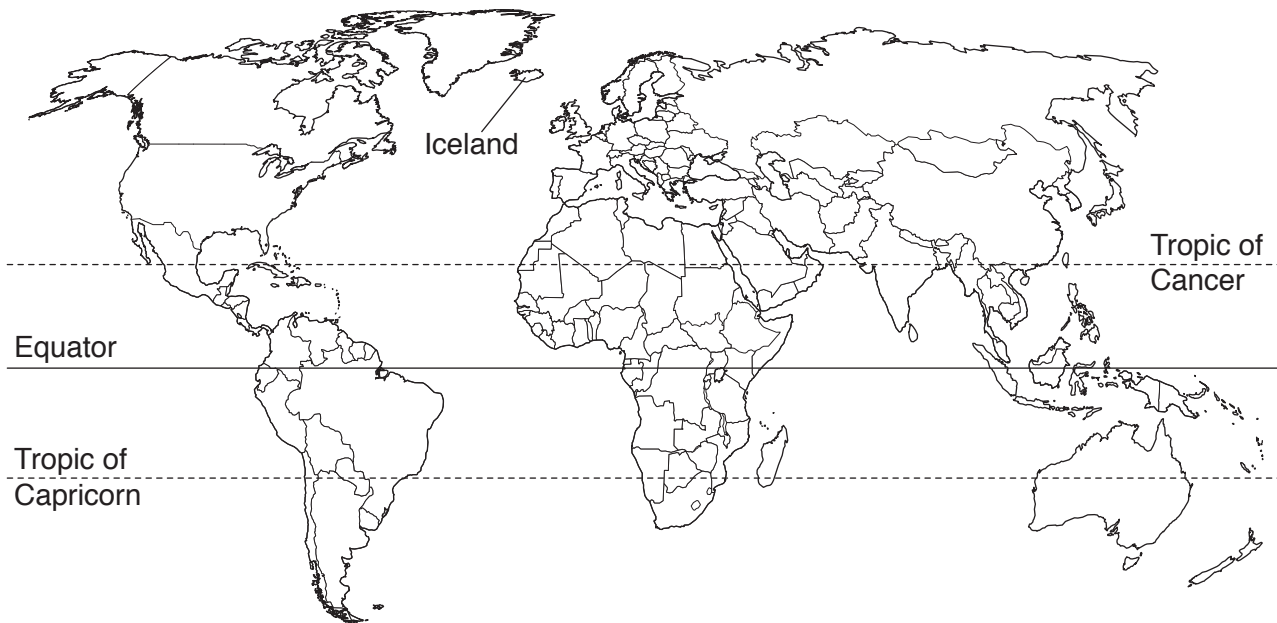 Iceland
Tropic of
Cancer
Equator
Tropic of
Capricorn